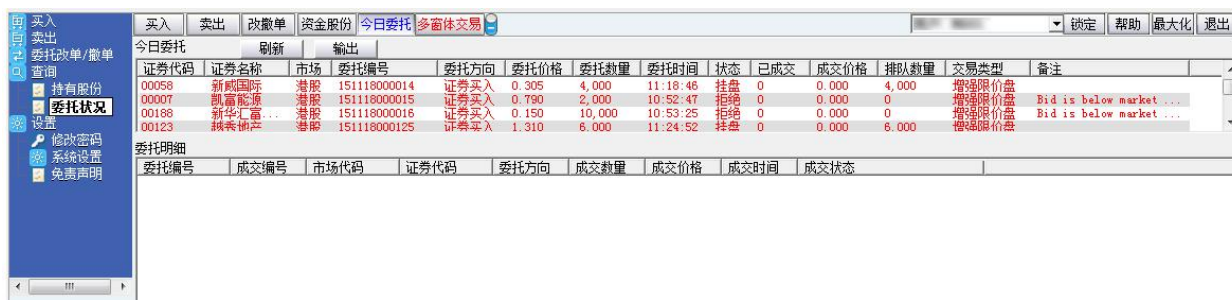 买入
卖出
委托改单/撤单
查询
持有股份
委托状况
设置
修改密码
系统设置
免责声明
买入 卖出 改撤单 资金股份 今日委托 多窗体交易 锁定 帮助 最大化 退出
今日委托 刷新 输出
证券代码 证券名称 市场 委托编号 委托方向 委托价格 委托数量 委托时间 状态 已成交 成交价格 排队数量 交易类型 备注
00058 新威国际 港股 151118000014 证券买入 0.305 4,000 11:18:46 挂盘 0 0.000 4,000 增强限价盘
00007 凯富能源 港股 151118000015 证券买入 0.790 2,000 10:52:47 拒绝 0 0.000 0 增强限价盘 Bid is below market ...
00188 新华汇富... 港股 151118000016 证券买入 0.150 10,000 10:53:25 拒绝 0 0.000 0 增强限价盘 Bid is below market ...
00123 越秀地产 港股 151118000125 证券买入 1.310 6,000 11:24:52 挂盘 0 0.000 6,000 增强限价盘
委托明细
委托编号 成交编号 市场代码 证券代码 委托方向 成交数量 成交价格 成交时间 成交状态